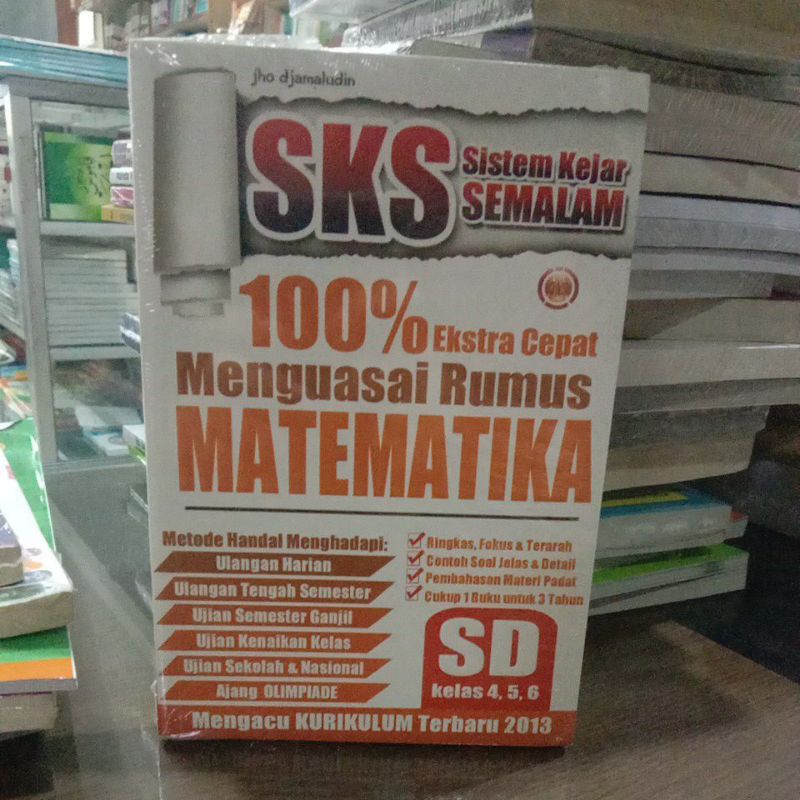 jho djamaludin
SKS
Sistem Kejar
SEMALAM
100% Ekstra Cepat
Menguasai Rumus
MATEMATIKA
Metode Handal Menghadapi:
Ulangan Harian
Ulangan Tengah Semester
Ujian Semester Ganjil
Ujian Kenaikan Kelas
Ujian Sekolah & Nasional
Ajang OLIMPIADE
Ringkas, Fokus & Terarah
Contoh Soal Jelas & Detail
Pembahasan Materi Padat
Cukup 1 Buku untuk 3 Tahun
SD
kelas 4, 5, 6
Mengacu KURIKULUM Terbaru 2013